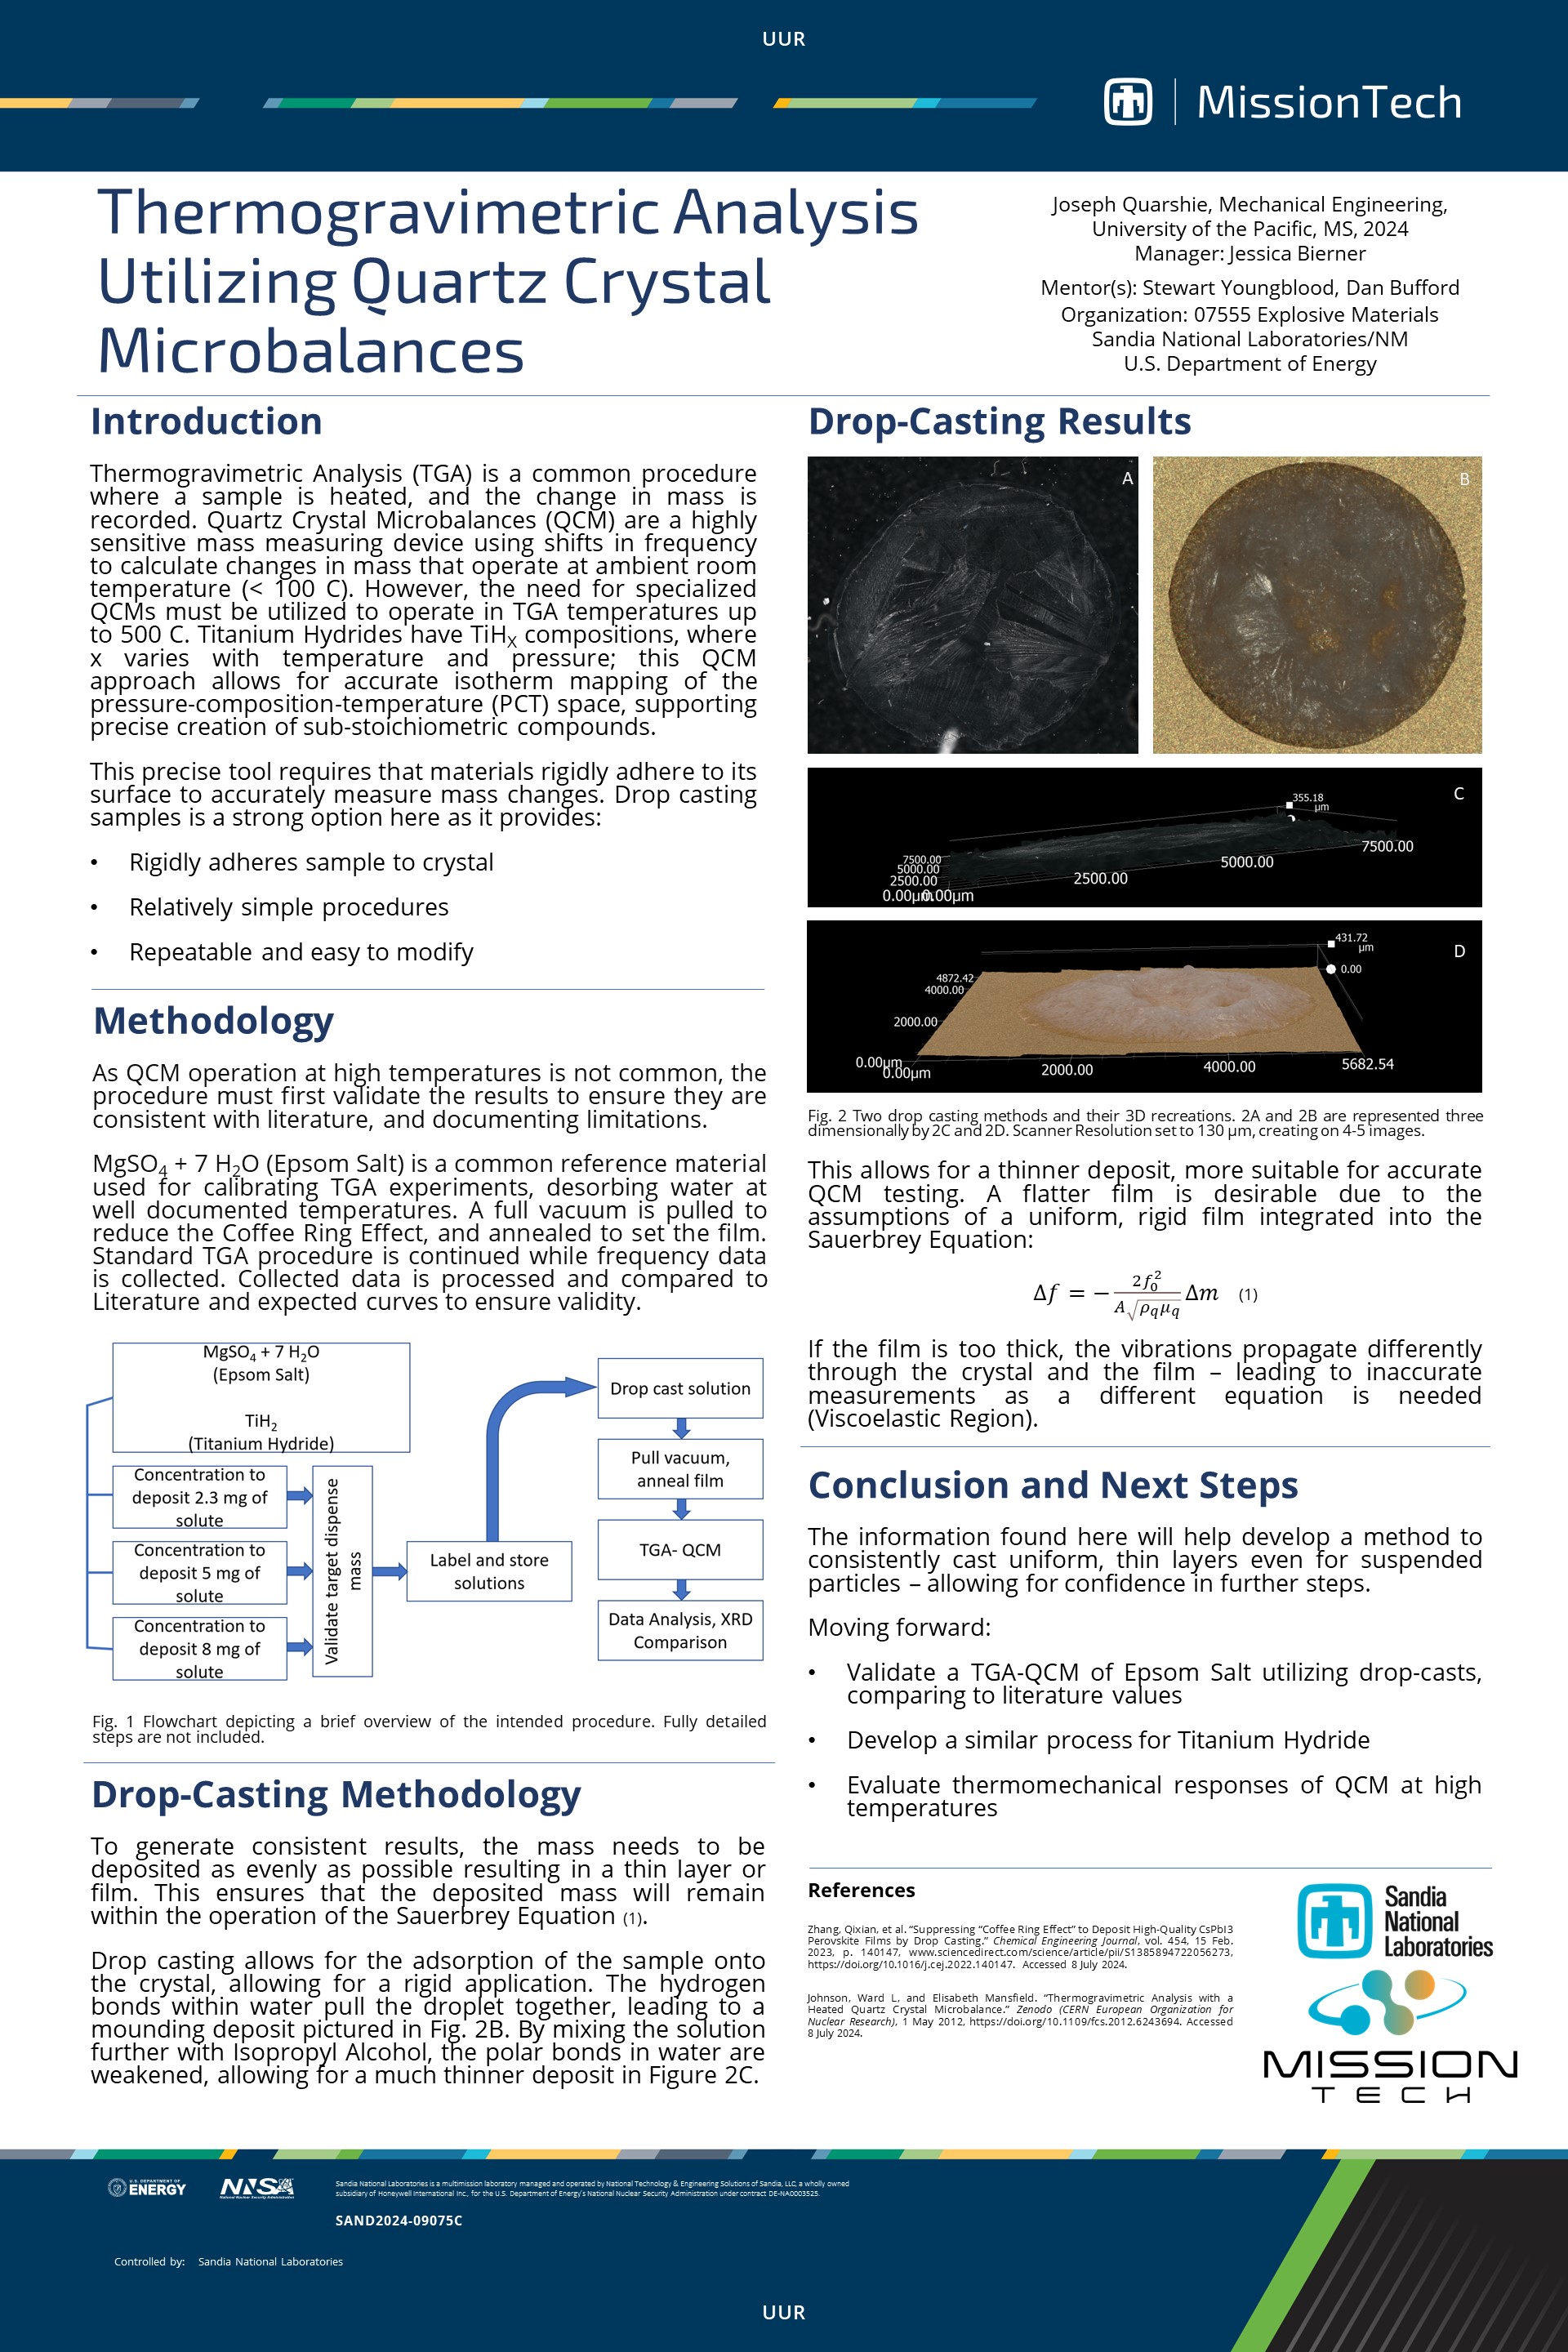 UUR
MissionTech
Thermogravimetric Analysis
Utilizing Quartz Crystal
Microbalances
Joseph Quarshie, Mechanical Engineering,
University of the Pacific, MS, 2024
Manager: Jessica Bierner
Mentor(s): Stewart Youngblood, Dan Bufford
Organization: 07555 Explosive Materials
Sandia National Laboratories/NM
U.S. Department of Energy
Introduction
Thermogravimetric Analysis (TGA) is a common procedure
where a sample is heated, and the change in mass is
recorded. Quartz Crystal Microbalances (QCM) are a highly
sensitive mass measuring device using shifts in frequency
to calculate changes in mass that operate at ambient room
temperature (< 100 C). However, the need for specialized
QCMs must be utilized to operate in TGA temperatures up
to 500 C. Titanium Hydrides have TiHX compositions, where
x varies with temperature and pressure; this QCM
approach allows for accurate isotherm mapping of the
pressure-composition-temperature (PCT) space, supporting
precise creation of sub-stoichiometric compounds.
This precise tool requires that materials rigidly adhere to its
surface to accurately measure mass changes. Drop casting
samples is a strong option here as it provides:
• Rigidly adheres sample to crystal
• Relatively simple procedures
• Repeatable and easy to modify
Methodology
As QCM operation at high temperatures is not common, the
procedure must first validate the results to ensure they are
consistent with literature, and documenting limitations.
MgSO4 + 7 H2O (Epsom Salt) is a common reference material
used for calibrating TGA experiments, desorbing water at
well documented temperatures. A full vacuum is pulled to
reduce the Coffee Ring Effect, and annealed to set the film.
Standard TGA procedure is continued while frequency data
is collected. Collected data is processed and compared to
Literature and expected curves to ensure validity.
MgSO4 + 7 H2O
(Epsom Salt)
TiH2
(Titanium Hydride)
Concentration to
deposit 2.3 mg of
solute
Concentration to
deposit 5 mg of
solute
Concentration to
deposit 8 mg of
solute
Validate target dispense
mass
Label and store
solutions
Drop cast solution
Pull vacuum,
anneal film
TGA- QCM
Data Analysis, XRD
Comparison
Fig. 1 Flowchart depicting a brief overview of the intended procedure. Fully detailed
steps are not included.
Drop-Casting Methodology
To generate consistent results, the mass needs to be
deposited as evenly as possible resulting in a thin layer or
film. This ensures that the deposited mass will remain
within the operation of the Sauerbrey Equation (1).
Drop casting allows for the adsorption of the sample onto
the crystal, allowing for a rigid application. The hydrogen
bonds within water pull the droplet together, leading to a
mounding deposit pictured in Fig. 2B. By mixing the solution
further with Isopropyl Alcohol, the polar bonds in water are
weakened, allowing for a much thinner deposit in Figure 2C.
Drop-Casting Results
A
B
C
355.18
µm
7500.00
5000.00
2500.00
0.00µm
0.00µm
2500.00
5000.00
7500.00
D
431.72
µm
0.00
4872.42
4000.00
2000.00
0.00µm
0.00µm
2000.00
4000.00
5682.54
Fig. 2 Two drop casting methods and their 3D recreations. 2A and 2B are represented three
dimensionally by 2C and 2D. Scanner Resolution set to 130 µm, creating on 4-5 images.
This allows for a thinner deposit, more suitable for accurate
QCM testing. A flatter film is desirable due to the
assumptions of a uniform, rigid film integrated into the
Sauerbrey Equation:
Δf = − 2f0² / A√ρqμq Δm (1)
If the film is too thick, the vibrations propagate differently
through the crystal and the film – leading to inaccurate
measurements as a different equation is needed
(Viscoelastic Region).
Conclusion and Next Steps
The information found here will help develop a method to
consistently cast uniform, thin layers even for suspended
particles – allowing for confidence in further steps.
Moving forward:
• Validate a TGA-QCM of Epsom Salt utilizing drop-casts,
comparing to literature values
• Develop a similar process for Titanium Hydride
• Evaluate thermomechanical responses of QCM at high
temperatures
References
Zhang, Qixian, et al. “Suppressing “Coffee Ring Effect” to Deposit High-Quality CsPbI3
Perovskite Films by Drop Casting.” Chemical Engineering Journal, vol. 454, 15 Feb.
2023, p. 140147, www.sciencedirect.com/science/article/pii/S1385894722056273,
https://doi.org/10.1016/j.cej.2022.140147. Accessed 8 July 2024.
Johnson, Ward L, and Elisabeth Mansfield. “Thermogravimetric Analysis with a
Heated Quartz Crystal Microbalance.” Zenodo (CERN European Organization for
Nuclear Research), 1 May 2012, https://doi.org/10.1109/fcs.2012.6243694. Accessed
8 July 2024.
Sandia
National
Laboratories
MISSION
TECH
U.S. DEPARTMENT OF
ENERGY
NNSA
National Nuclear Security Administration
Sandia National Laboratories is a multimission laboratory managed and operated by National Technology & Engineering Solutions of Sandia, LLC, a wholly owned
subsidiary of Honeywell International Inc., for the U.S. Department of Energy's National Nuclear Security Administration under contract DE-NA0003525.
SAND2024-09075C
Controlled by: Sandia National Laboratories
UUR